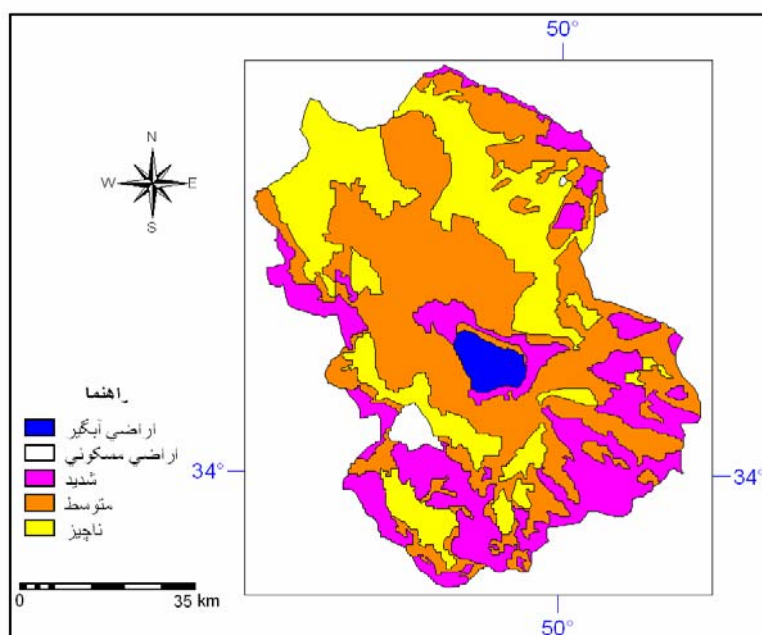 50°
N
W E
S
راهنما
اراضي آبگير
اراضي مسكوني
شديد
متوسط
ناچيز
34° 34°
0 35 km
50°